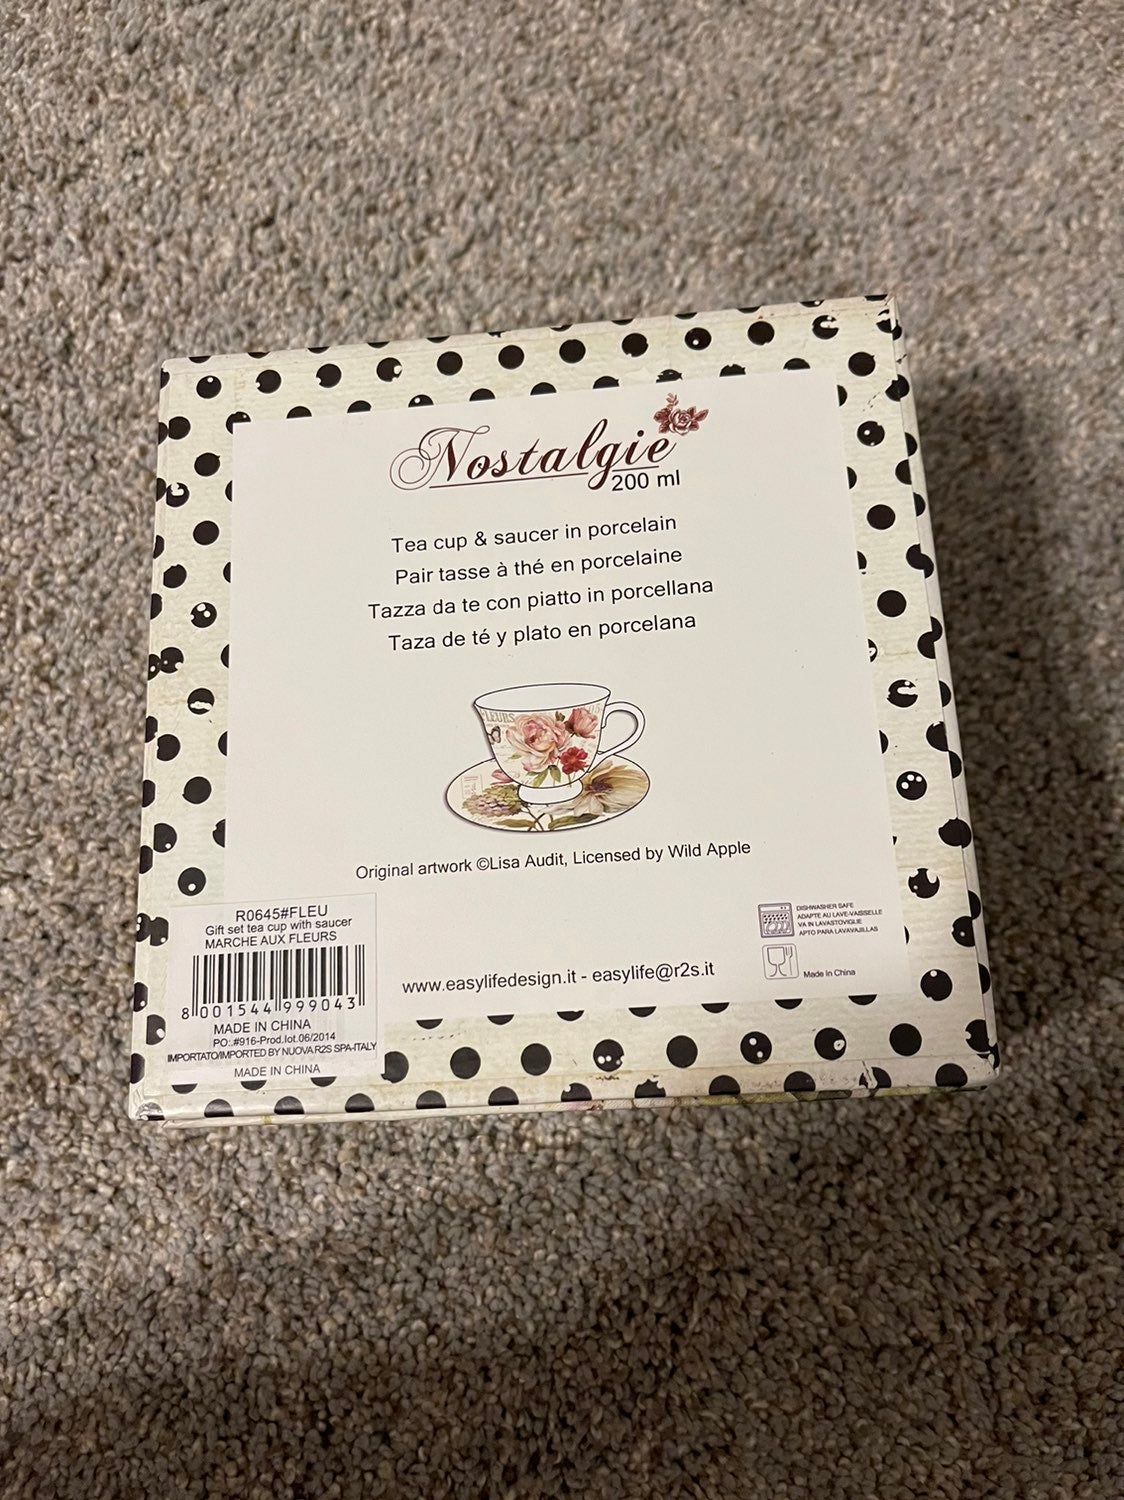 Nostalgie
200 ml
Tea cup & saucer in porcelain
Pair tasse à thé en porcelaine
Tazza da te con piatto in porcellana
Taza de té y plato en porcelana
FLEURS
Original artwork ©Lisa Audit, Licensed by Wild Apple
R0645#FLEU
Gift set tea cup with saucer
MARCHE AUX FLEURS
8 001544 999043
MADE IN CHINA
PO:.#916-Prod.lot.06/2014
IMPORTATO/IMPORTED BY NUOVA R2S SPA-ITALY
MADE IN CHINA
www.easylifedesign.it - easylife@r2s.it
DISHWASHER SAFE
ADAPTE AU LAVE-VAISSELLE
VA IN LAVASTOVIGLIE
APTO PARA LAVAVAJILLAS
Made in China